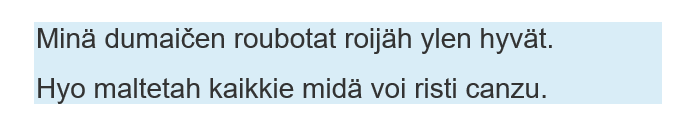 Minä dumaičen roubotat roijäh ylen hyvät.
Hyo maltetah kaikkie midä voi risti canzu.